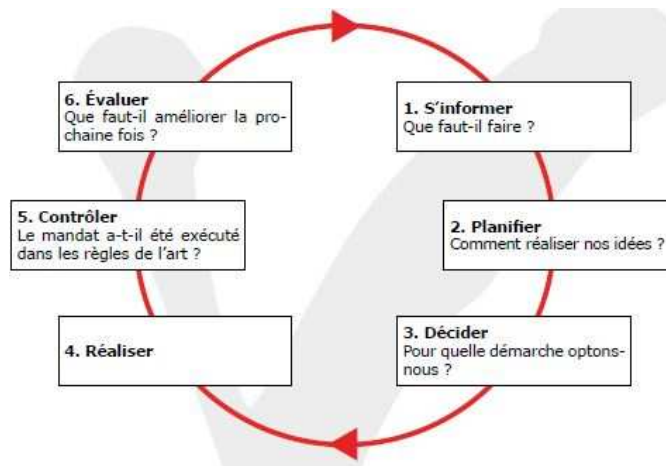 1. S'informer
Que faut-il faire ?
2. Planifier
Comment réaliser nos idées ?
3. Décider
Pour quelle démarche optons-
nous ?
4. Réaliser
5. Contrôler
Le mandat a-t-il été exécuté
dans les règles de l'art ?
6. Évaluer
Que faut-il améliorer la pro-
chaine fois ?